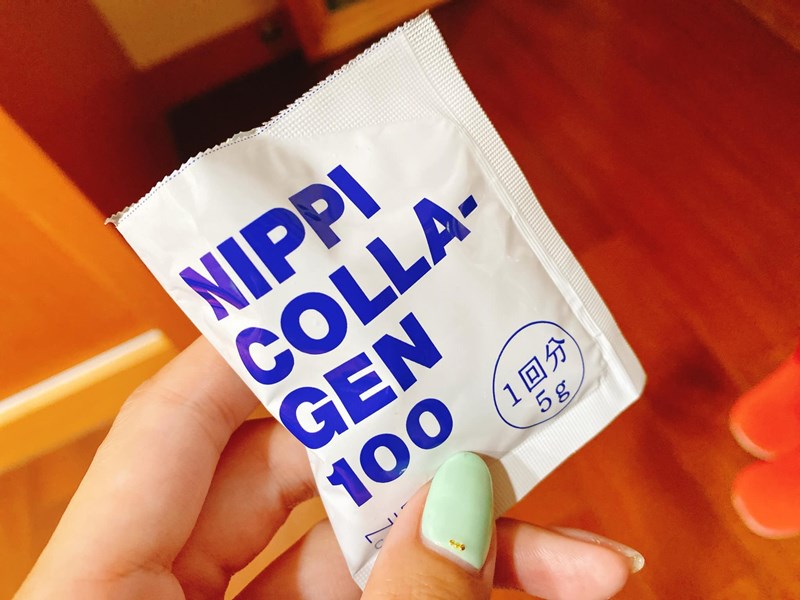 NIPPI
COLLA-
GEN
100
1回分
5g